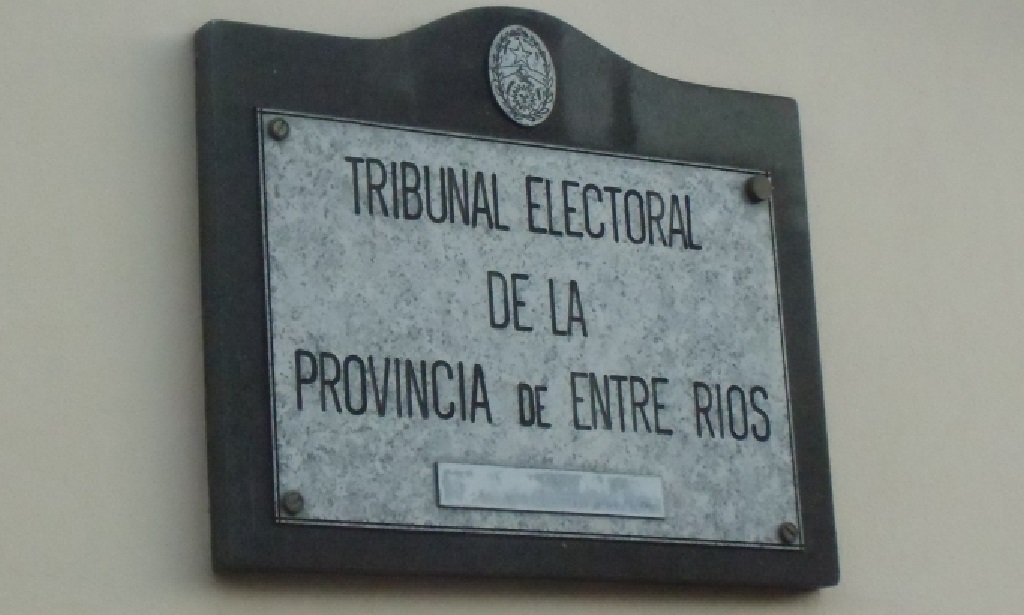 TRIBUNAL ELECTORAL
DE LA
PROVINCIA DE ENTRE RIOS